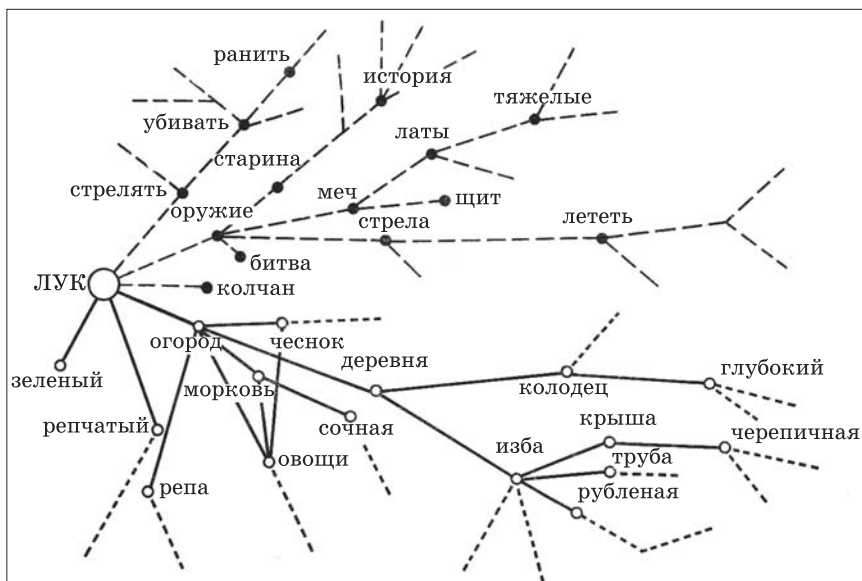 ранить
история
тяжелые
убивать
латы
старина
стрелять
меч
щит
оружие
стрела
лететь
битва
ЛУК
колчан
огород
чеснок
деревня
глубокий
зеленый
морковь
колодец
репчатый
сочная
крыша
черепичная
изба
овощи
труба
репа
рубленая